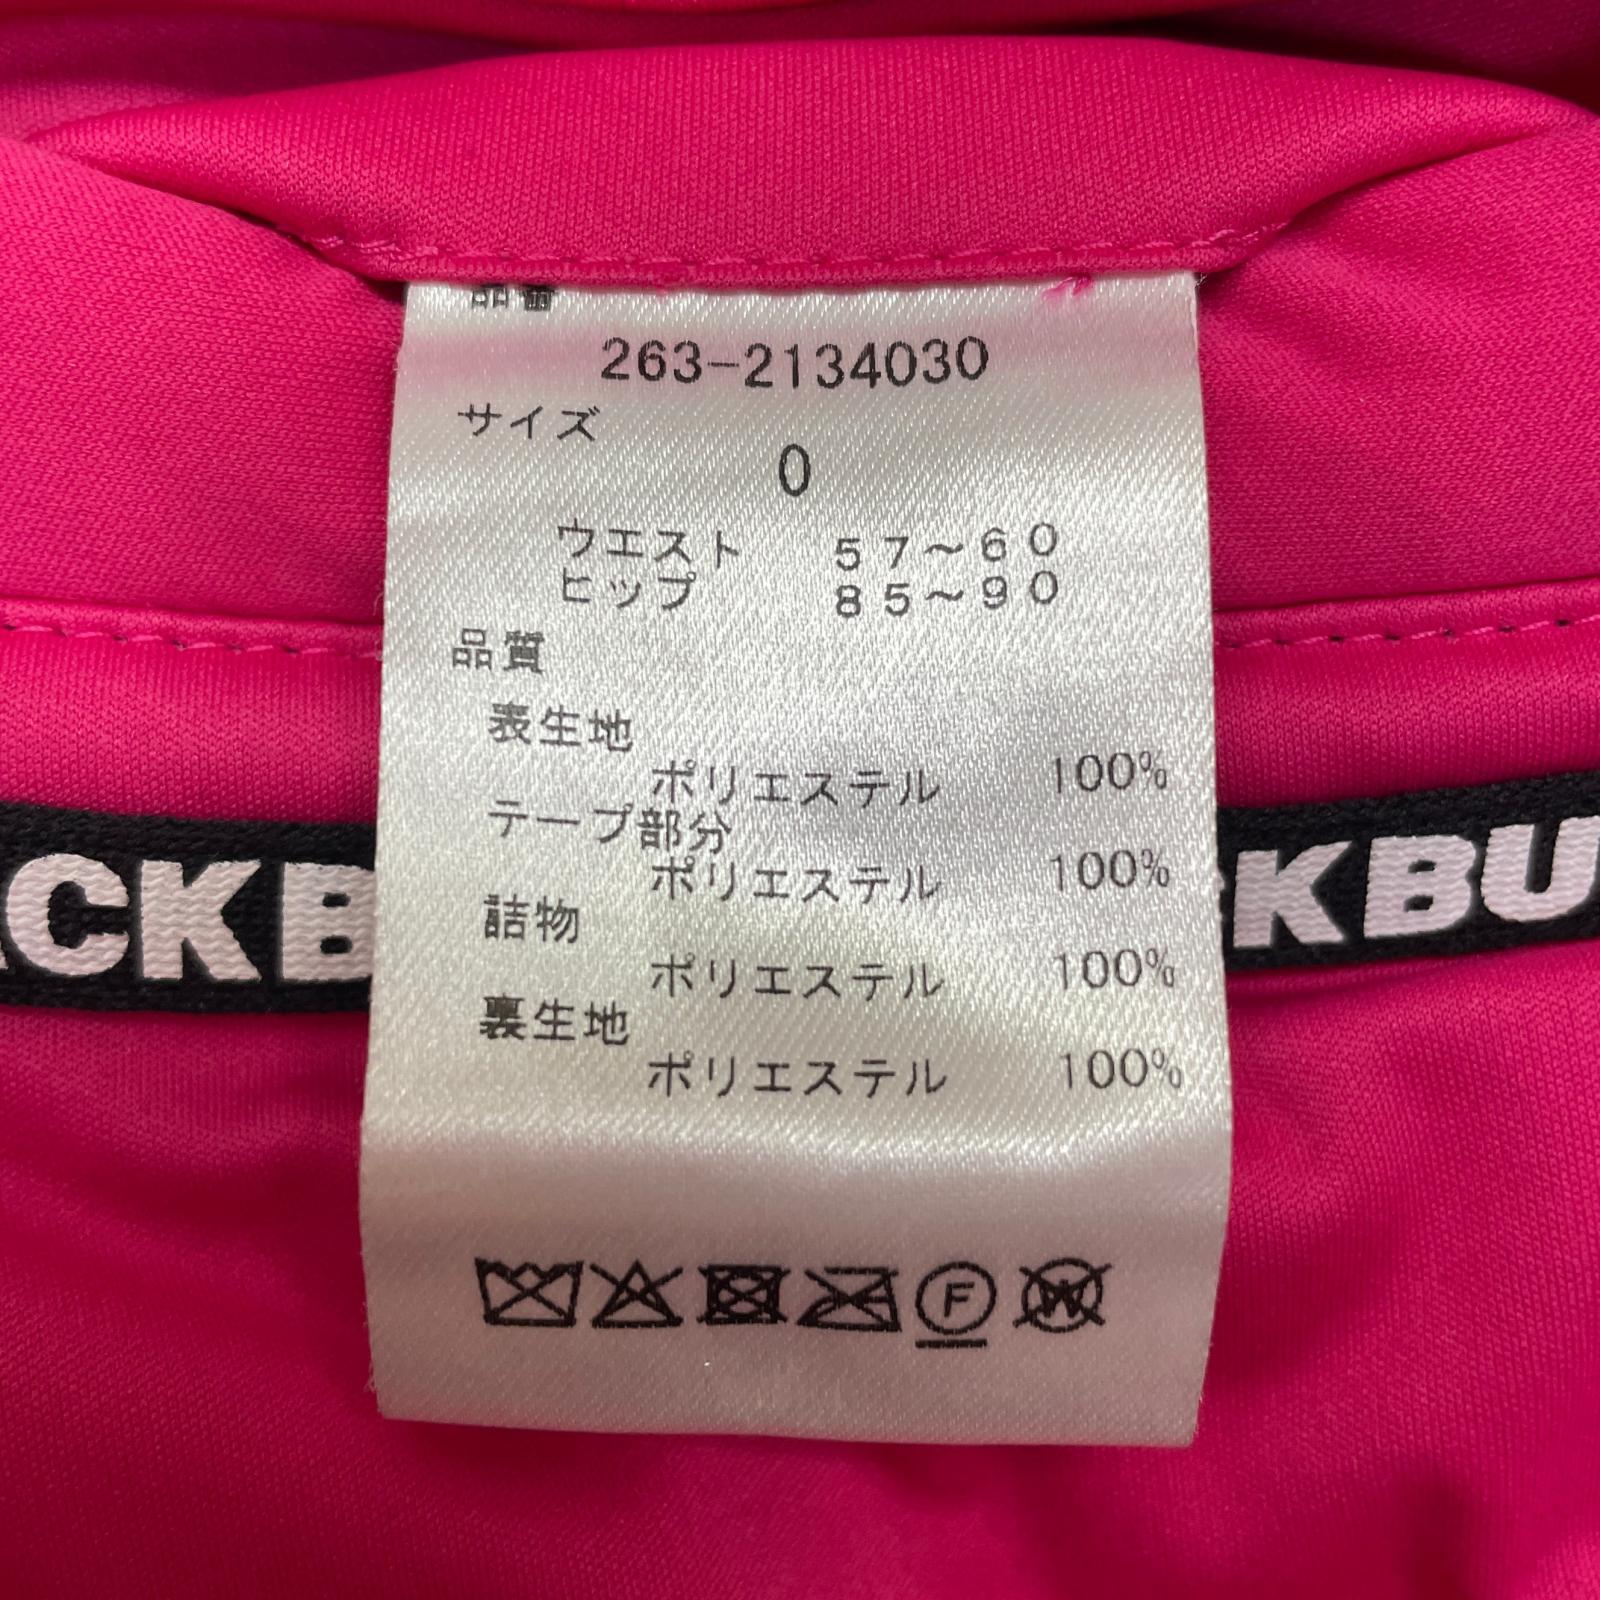 品番
263-2134030
サイズ
0
ウエスト 57～60
ヒップ 85～90
品質
表生地
ポリエステル 100%
テープ部分
ポリエステル 100%
詰物
ポリエステル 100%
裏生地
ポリエステル 100%
ACKB CKBU
F W